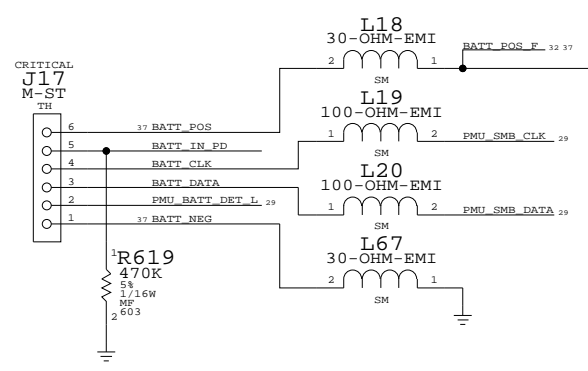 L18
30-OHM-EMI
2 1
SM
BATT_POS_F 32 37
CRITICAL
J17
M-ST
TH
6 37 BATT_POS
5 BATT_IN_PD
4 BATT_CLK
3 BATT_DATA
2 PMU_BATT_DET_L 29
1 37 BATT_NEG
L19
100-OHM-EMI
1 2
SM
PMU_SMB_CLK 29
L20
100-OHM-EMI
1 2
SM
PMU_SMB_DATA 29
L67
30-OHM-EMI
2 1
SM
1 R619
470K
5%
1/16W
MF
603
2